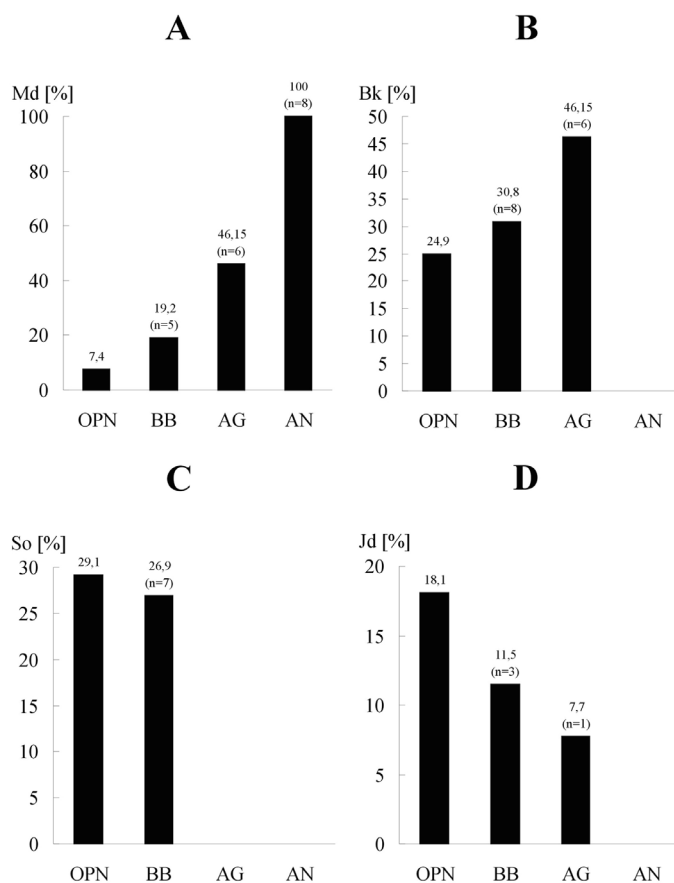 A
Md [%]
100
80
60
40
20
0
7,4
19,2
(n=5)
46,15
(n=6)
100
(n=8)
OPN BB AG AN
B
Bk [%]
50
45
40
35
30
25
20
15
10
5
0
24,9
30,8
(n=8)
46,15
(n=6)
OPN BB AG AN
C
So [%]
30
25
20
15
10
5
0
29,1
26,9
(n=7)
OPN BB AG AN
D
Jd [%]
20
15
10
5
0
18,1
11,5
(n=3)
7,7
(n=1)
OPN BB AG AN